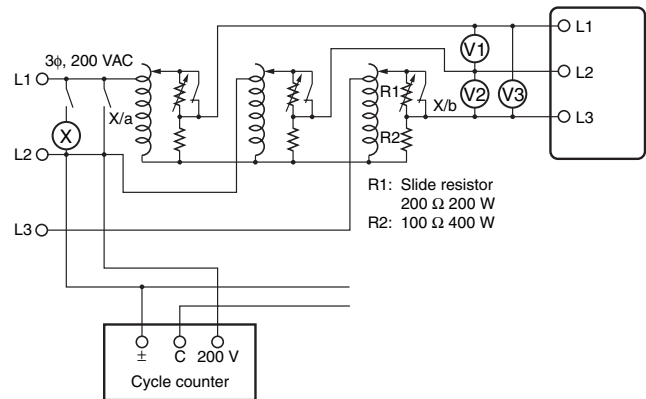 3ϕ, 200 VAC
L1
L2
L3
X
X/a
R1
R2
X/b
V1
V2
V3
L1
L2
L3
R1: Slide resistor
200 Ω 200 W
R2: 100 Ω 400 W
± C 200 V
Cycle counter